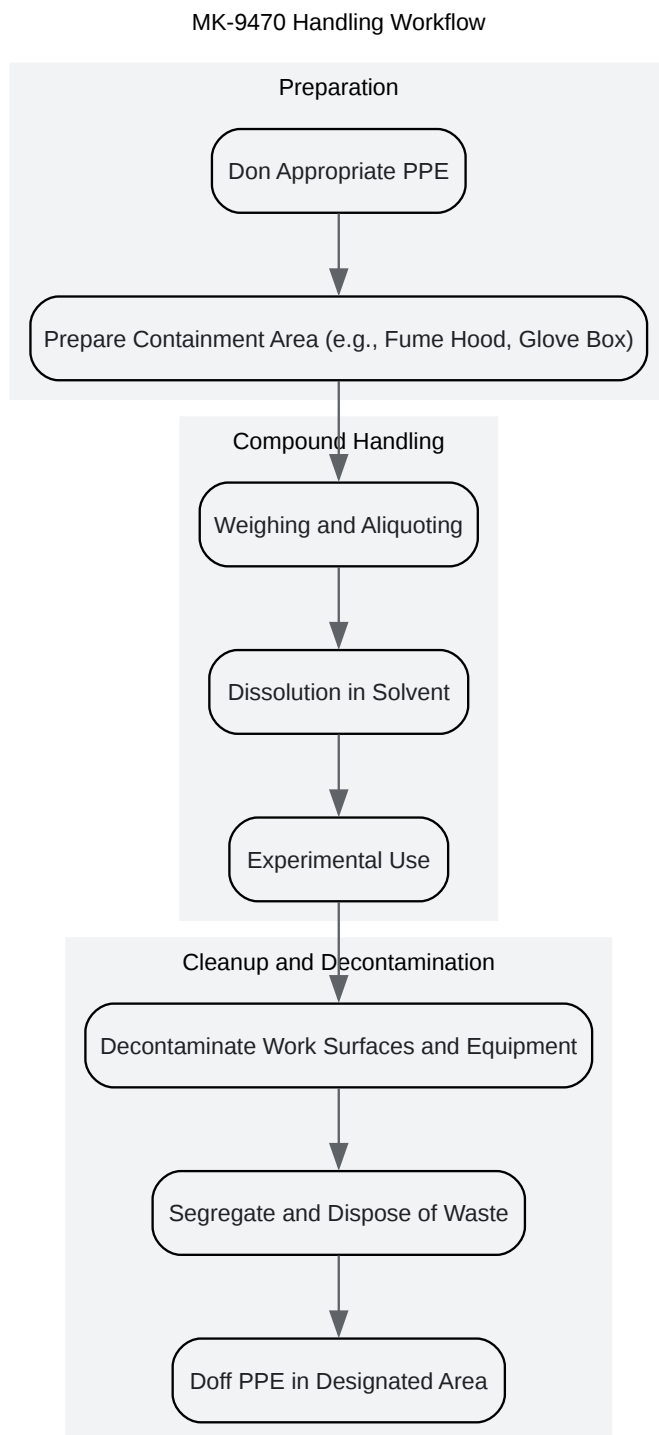 MK-9470 Handling Workflow
Preparation
Don Appropriate PPE
Prepare Containment Area (e.g., Fume Hood, Glove Box)
Compound Handling
Weighing and Aliquoting
Dissolution in Solvent
Experimental Use
Cleanup and Decontamination
Decontaminate Work Surfaces and Equipment
Segregate and Dispose of Waste
Doff PPE in Designated Area